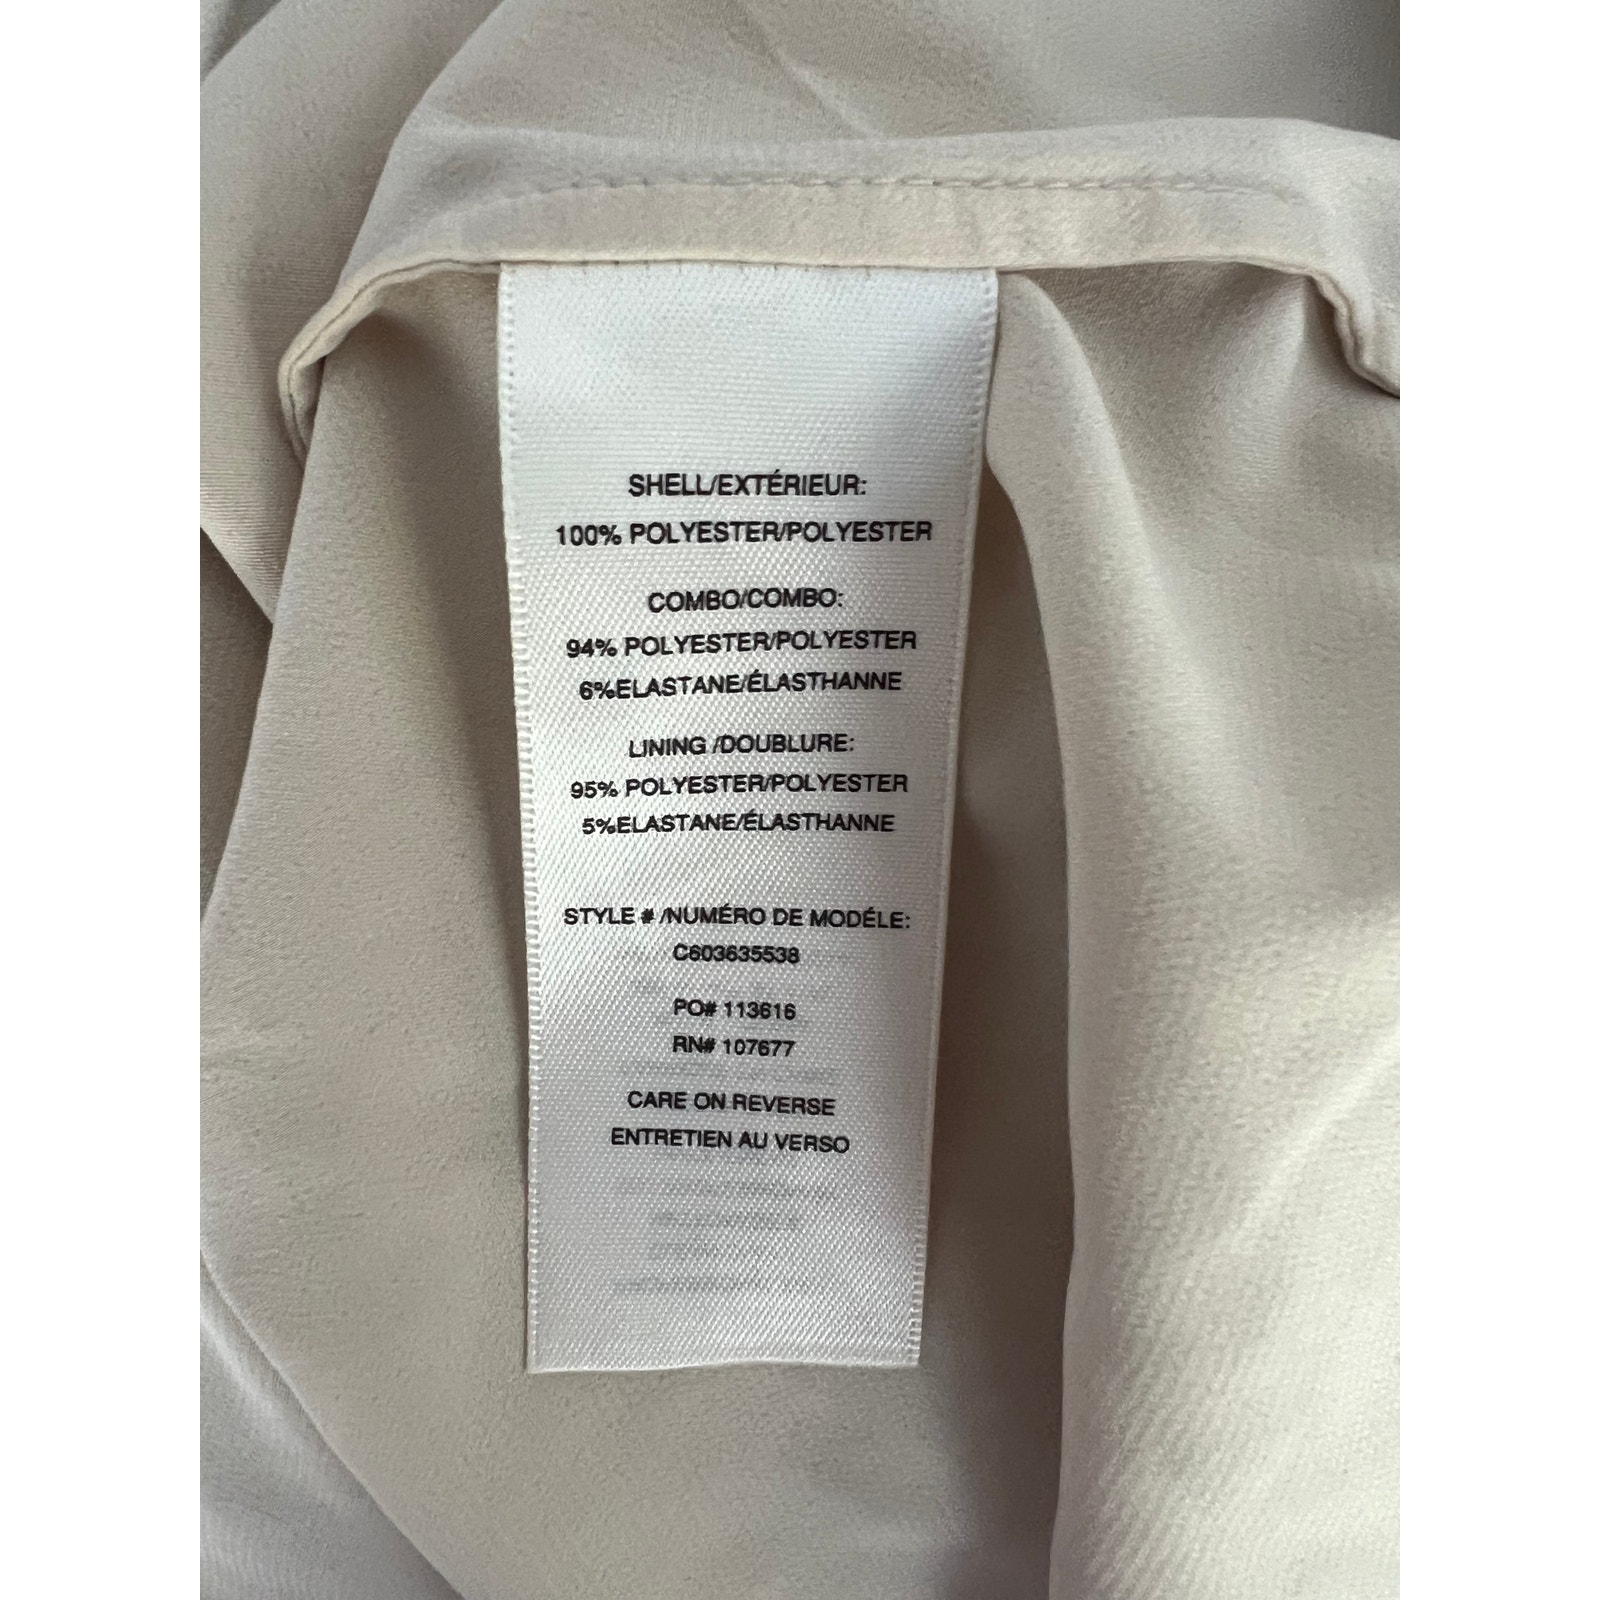 SHELL/EXTÉRIEUR:
100% POLYESTER/POLYESTER
COMBO/COMBO:
94% POLYESTER/POLYESTER
6%ELASTANE/ÉLASTHANNE
LINING /DOUBLURE:
95% POLYESTER/POLYESTER
5%ELASTANE/ÉLASTHANNE
STYLE # /NUMÉRO DE MODÉLE:
C603635538
PO# 113616
RN# 107677
CARE ON REVERSE
ENTRETIEN AU VERSO